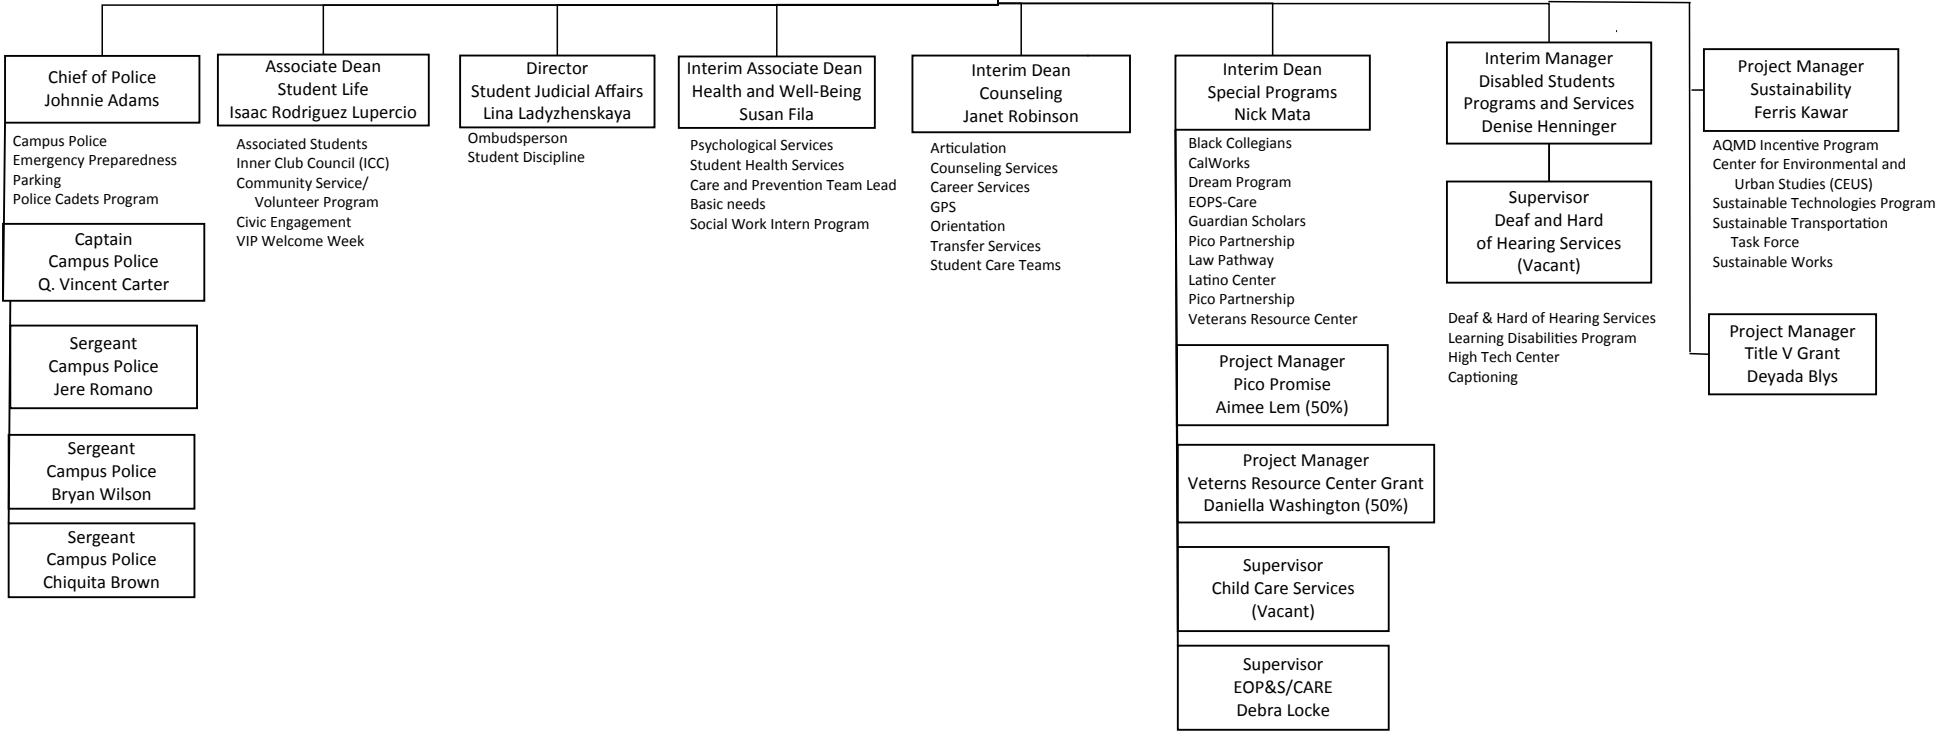 Chief of Police
Johnnie Adams
Campus Police
Emergency Preparedness
Parking
Police Cadets Program
Captain
Campus Police
Q. Vincent Carter
Sergeant
Campus Police
Jere Romano
Sergeant
Campus Police
Bryan Wilson
Sergeant
Campus Police
Chiquita Brown
Associate Dean
Student Life
Isaac Rodriguez Lupercio
Associated Students
Inner Club Council (ICC)
Community Service/
Volunteer Program
Civic Engagement
VIP Welcome Week
Director
Student Judicial Affairs
Lina Ladyzhenskaya
Ombudsperson
Student Discipline
Interim Associate Dean
Health and Well-Being
Susan Fila
Psychological Services
Student Health Services
Care and Prevention Team Lead
Basic needs
Social Work Intern Program
Interim Dean
Counseling
Janet Robinson
Articulation
Counseling Services
Career Services
GPS
Orientation
Transfer Services
Student Care Teams
Interim Dean
Special Programs
Nick Mata
Black Collegians
CalWorks
Dream Program
EOPS-Care
Guardian Scholars
Pico Partnership
Law Pathway
Latino Center
Pico Partnership
Veterans Resource Center
Project Manager
Pico Promise
Aimee Lem (50%)
Project Manager
Veterns Resource Center Grant
Daniella Washington (50%)
Supervisor
Child Care Services
(Vacant)
Supervisor
EOP&S/CARE
Debra Locke
Interim Manager
Disabled Students
Programs and Services
Denise Henninger
Supervisor
Deaf and Hard
of Hearing Services
(Vacant)
Deaf & Hard of Hearing Services
Learning Disabilities Program
High Tech Center
Captioning
Project Manager
Sustainability
Ferris Kawar
AQMD Incentive Program
Center for Environmental and
Urban Studies (CEUS)
Sustainable Technologies Program
Sustainable Transportation
Task Force
Sustainable Works
Project Manager
Title V Grant
Deyada Blys